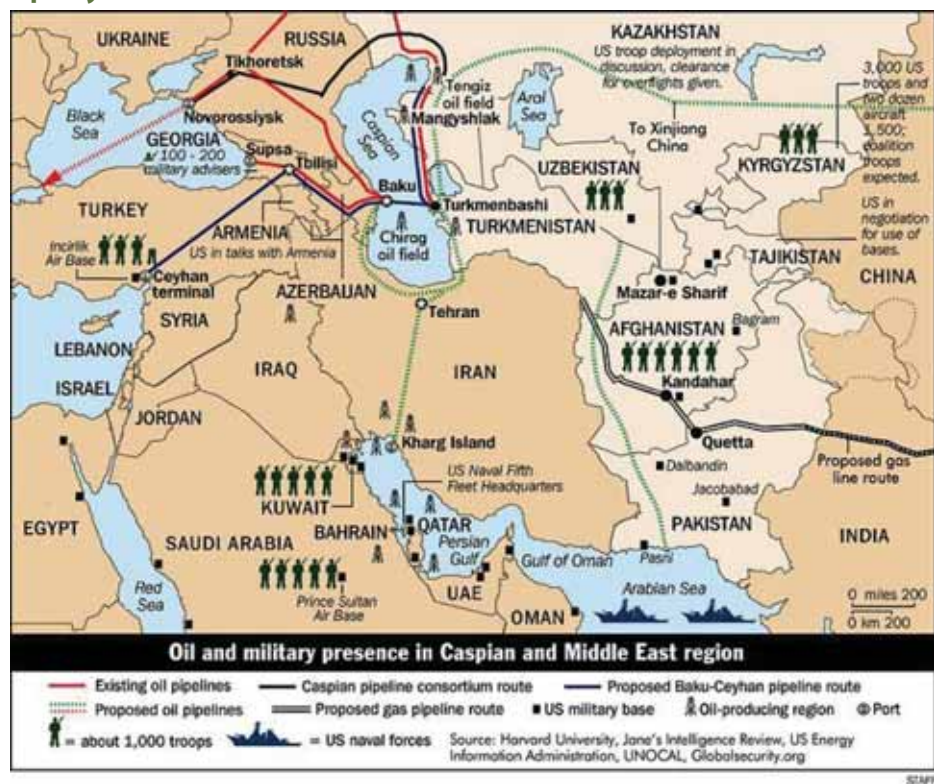 UKRAINE
RUSSIA
KAZAKHSTAN
US troop deployment in
discussion, clearance
for overflights given.
Tikhoretsk
3,000 US
troops and
two dozen
aircraft
1,500;
coalition
troops
expected.
Black
Sea
Novprossiysk
Caspian
Sea
Tengiz
oil field
Mangyshlak
Aral
Sea
To Xinjiang
China
GEORGIA
100 - 200
military advisers
Supsa
Tbilisi
UZBEKISTAN
KYRGYZSTAN
Baku
Turkmenbashi
TURKMENISTAN
US in
negotiation
for use of
bases.
TURKEY
ARMENIA
US in talks with Armenia
Chirag
oil field
TAJIKISTAN
CHINA
Incirlik
Air Base
Ceyhan
terminal
AZERBAIJAN
Tehran
Mazar-e Sharif
SYRIA
AFGHANISTAN
Bagram
LEBANON
ISRAEL
IRAQ
IRAN
Kandahar
JORDAN
Kharg Island
Quetta
Proposed gas
line route
US Naval Fifth
Fleet Headquarters
Dalbandin
Jacobabad
KUWAIT
EGYPT
BAHRAIN
QATAR
PAKISTAN
INDIA
SAUDI ARABIA
Persian
Gulf
Gulf of Oman
Pasni
Arabian Sea
Red
Sea
Prince Sultan
Air Base
UAE
OMAN
0 miles 200
0 km 200
Oil and military presence in Caspian and Middle East region
Existing oil pipelines Caspian pipeline consortium route Proposed Baku-Ceyhan pipeline route
Proposed oil pipelines Proposed gas pipeline route US military base Oil-producing region Port
= about 1,000 troops = US naval forces Source: Harvard University, Jane's Intelligence Review, US Energy
Information Administration, UNOCAL, Globalsecurity.org